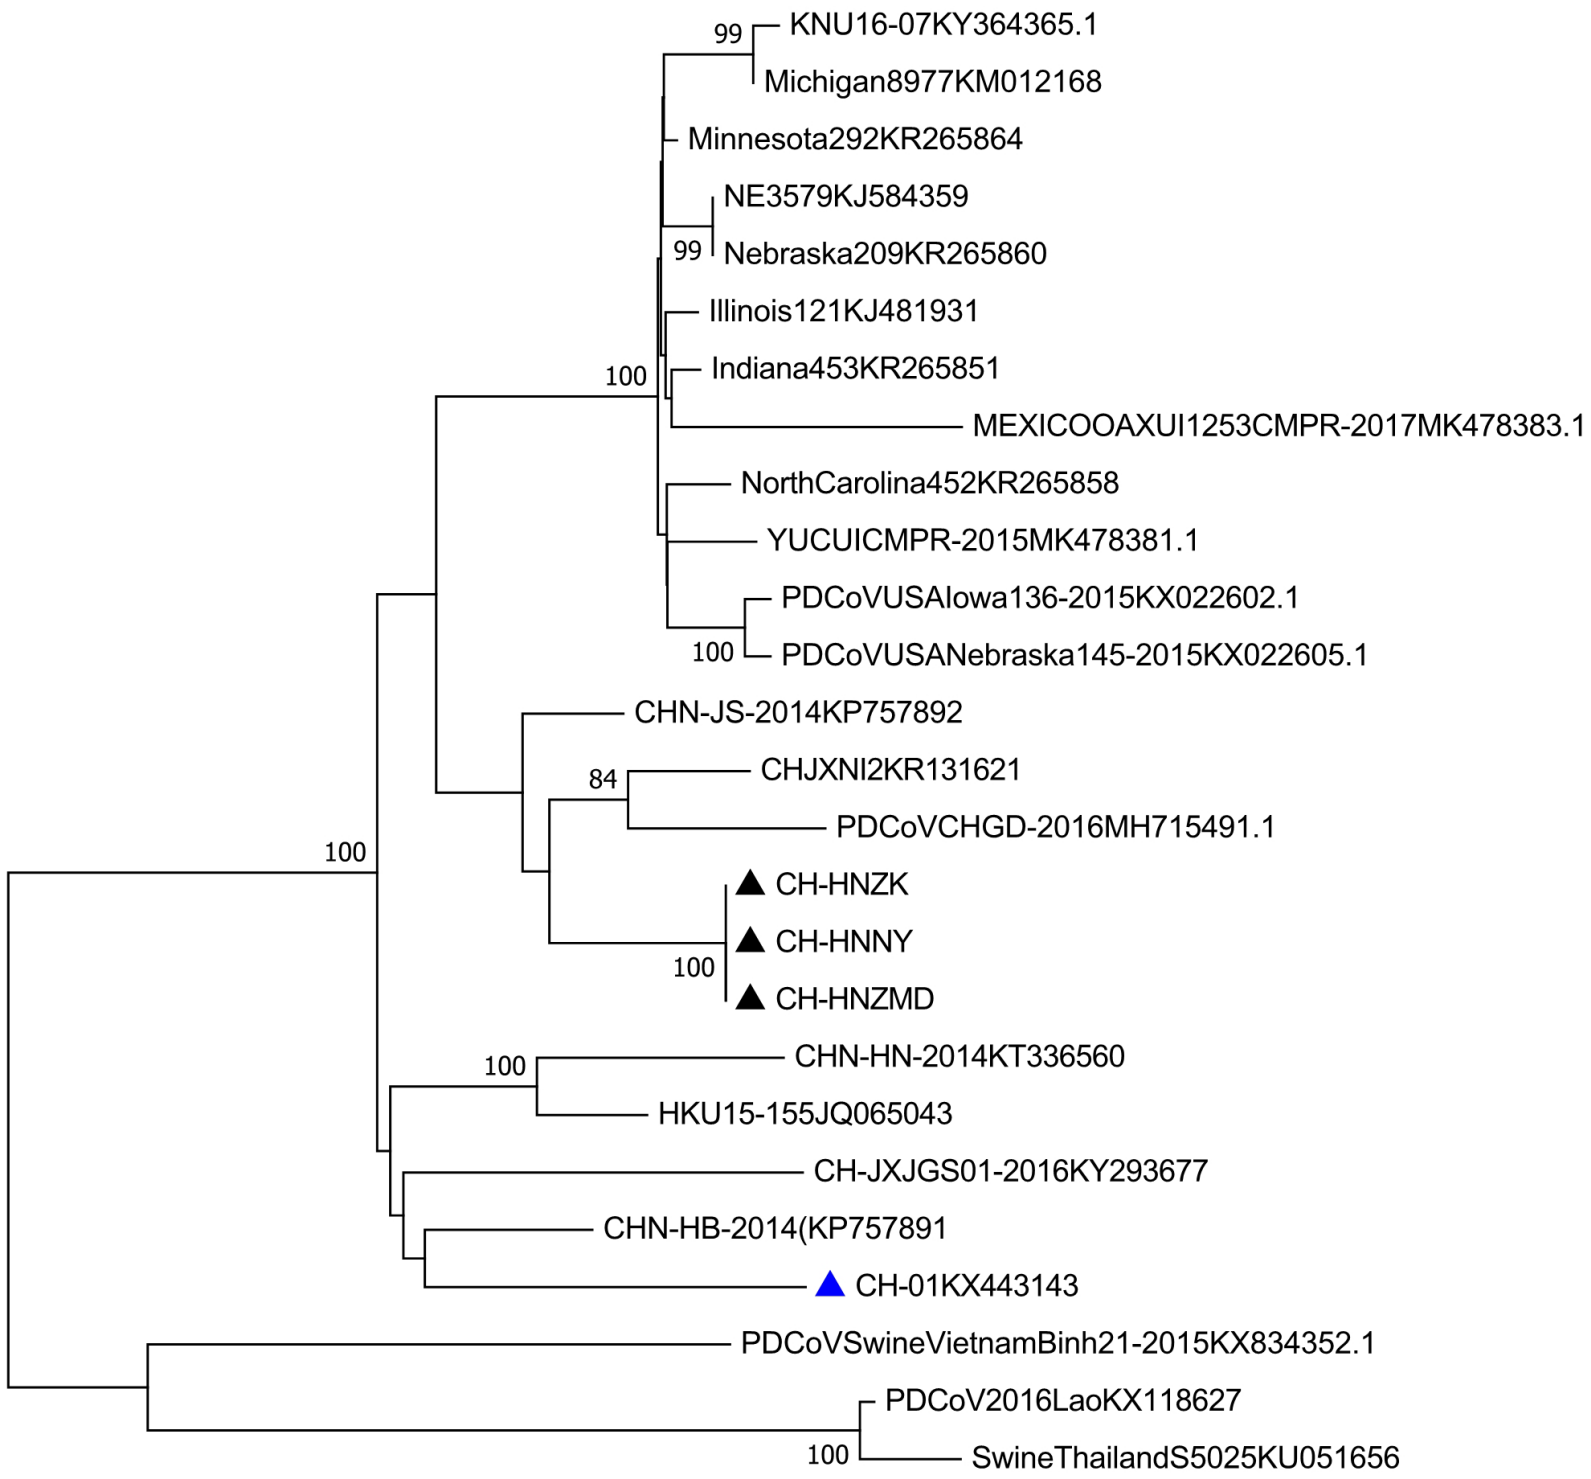 99
KNU16-07KY364365.1
Michigan8977KM012168
Minnesota292KR265864
NE3579KJ584359
99
Nebraska209KR265860
Illinois121KJ481931
100
Indiana453KR265851
MEXICOOAXUI1253CMPR-2017MK478383.1
NorthCarolina452KR265858
YUCUICMPR-2015MK478381.1
PDCoVUSAIowa136-2015KX022602.1
100
PDCoVUSANebraska145-2015KX022605.1
CHN-JS-2014KP757892
84
CHJXNI2KR131621
PDCoVCHGD-2016MH715491.1
100
CH-HNZK
CH-HNNY
100
CH-HNZMD
100
CHN-HN-2014KT336560
HKU15-155JQ065043
CH-JXJGS01-2016KY293677
CHN-HB-2014(KP757891
CH-01KX443143
PDCoVSwineVietnamBinh21-2015KX834352.1
PDCoV2016LaoKX118627
100
SwineThailandS5025KU051656